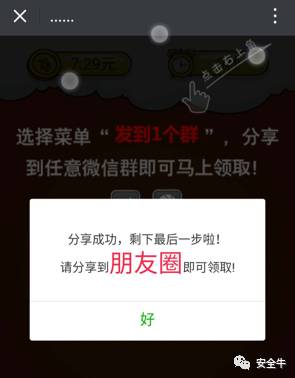 ......
7.29元
点击右上角
选择菜单“发到1个群”，分享
到任意微信群即可马上领取！
分享成功，剩下最后一步啦！
请分享到朋友圈即可领取!
好
安全牛